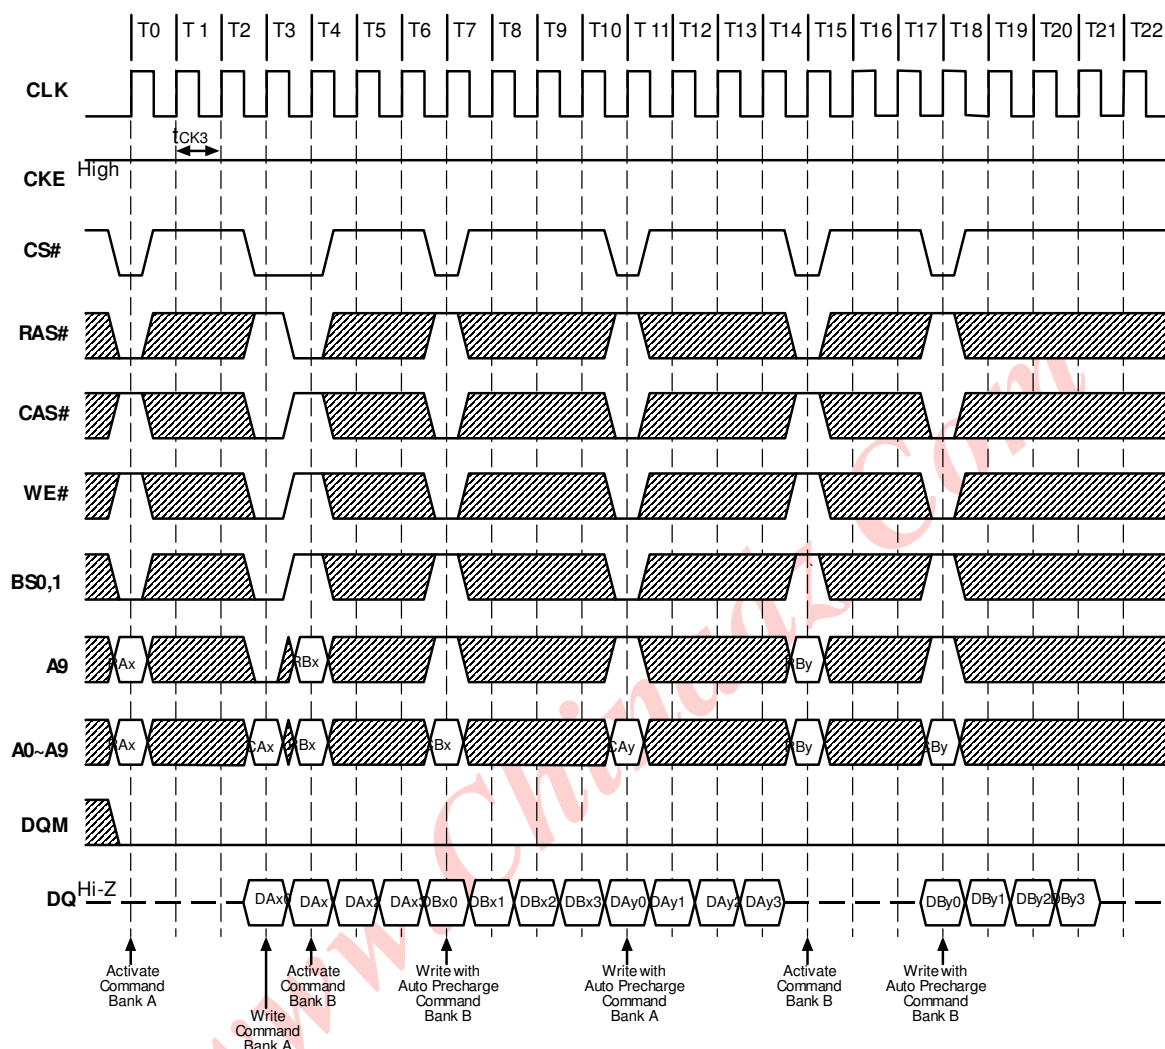 T0 T 1 T2 T3 T4 T5 T6 T7 T8 T9 T10 T 11 T12 T13 T14 T15 T16 T17 T18 T19 T20 T21 T22
CLK
tCK3
High
CKE
CS#
RAS#
CAS#
WE#
BS0,1
A9
RAx RBx RBy
A0~A9
RAx CAx RBx CBx CAy RBy CBy
DQM
Hi-Z
DQ
DAx0 DAx1 DAx2 DAx3 DBx0 DBx1 DBx2 DBx3 DAy0 DAy1 DAy2 DAy3 DBy0 DBy1 DBy2 DBy3
Activate
Command
Bank A
Write
Command
Bank A
Activate
Command
Bank B
Write with
Auto Precharge
Command
Bank B
Write with
Auto Precharge
Command
Bank A
Activate
Command
Bank B
Write with
Auto Precharge
Command
Bank B